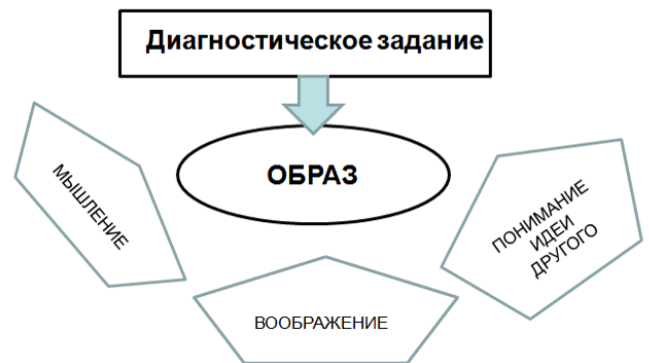 Диагностическое задание
ОБРАЗ
МЫШЛЕНИЕ
ПОНИМАНИЕ
ИДЕИ
ДРУГОГО
ВООБРАЖЕНИЕ